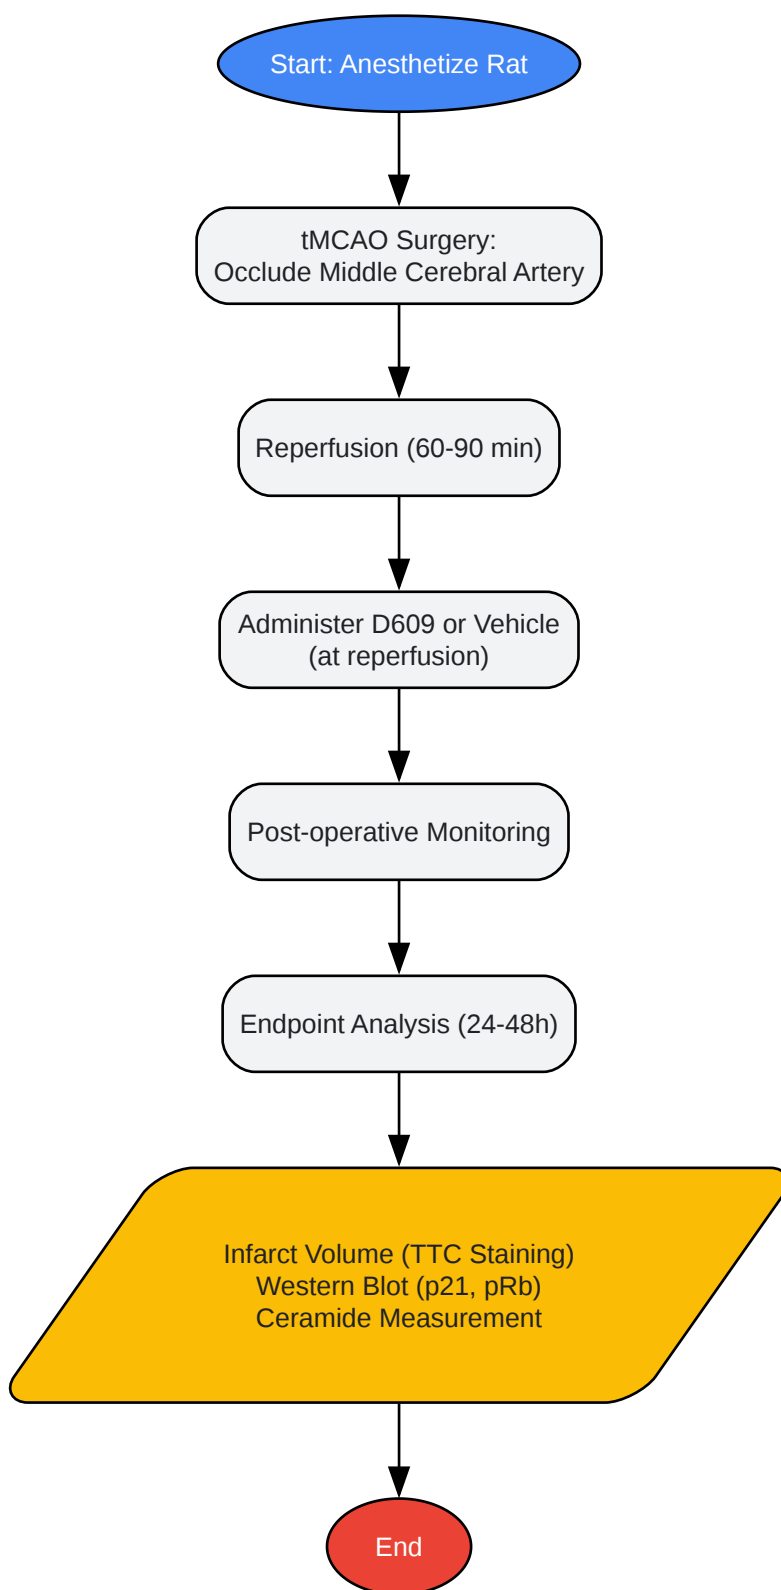 Start: Anesthetize Rat
tMCAO Surgery:
Occlude Middle Cerebral Artery
Reperfusion (60-90 min)
Administer D609 or Vehicle
(at reperfusion)
Post-operative Monitoring
Endpoint Analysis (24-48h)
Infarct Volume (TTC Staining)
Western Blot (p21, pRb)
Ceramide Measurement
End